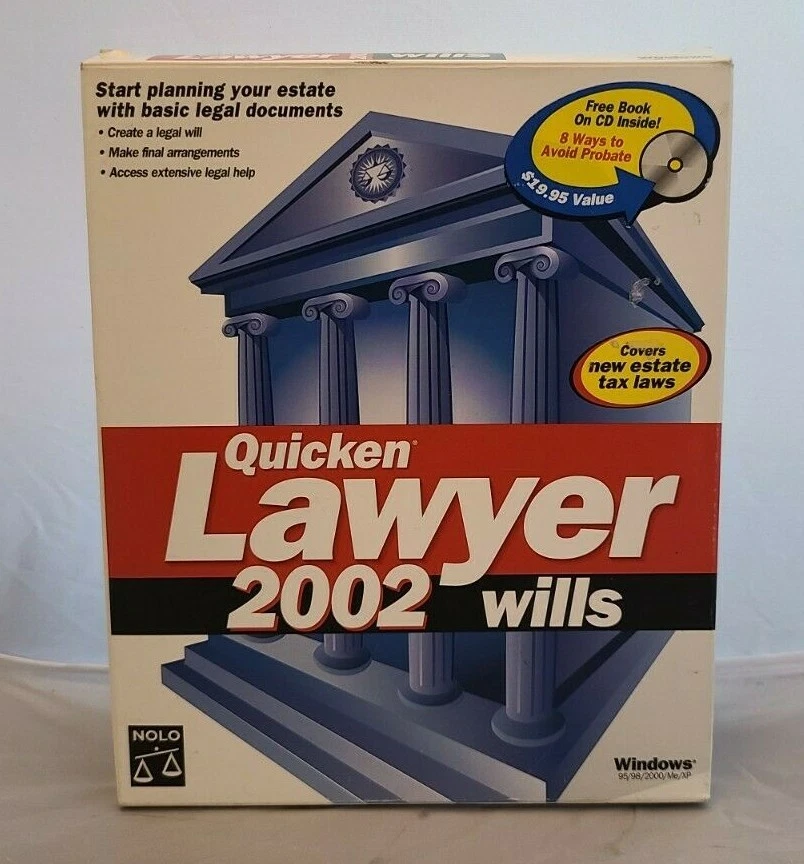 Start planning your estate
with basic legal documents
• Create a legal will
• Make final arrangements
• Access extensive legal help
Free Book
On CD Inside!
8 Ways to
Avoid Probate
$19.95 Value
Covers
new estate
tax laws
Quicken®
Lawyer
2002 wills
NOLO
Windows®
95/98/2000/Me/XP